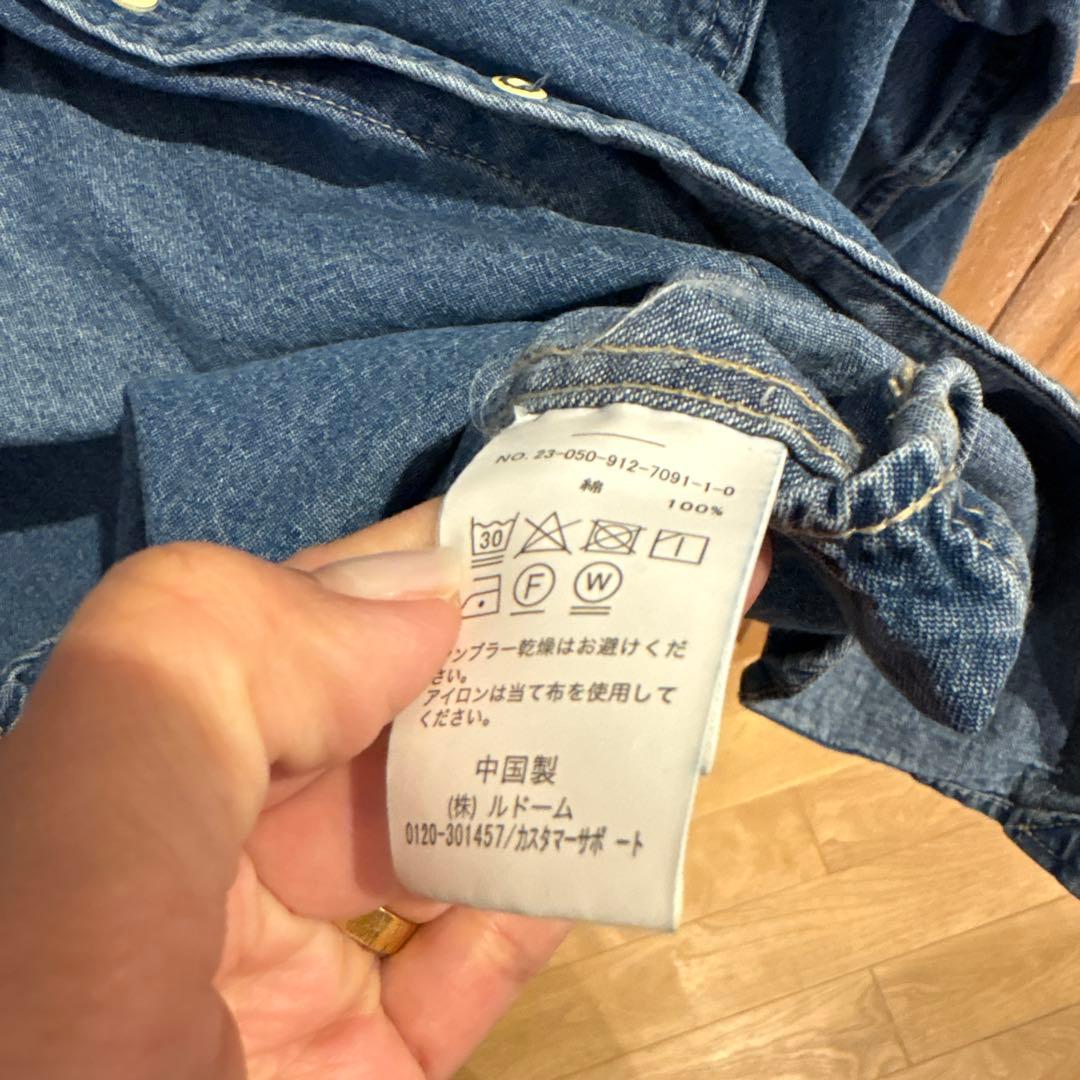 NO. 23-050-912-7091-1-0
綿 100%
30
F W
ンブラー乾燥はお避けくだ
さい。
アイロンは当て布を使用して
ください。
中国製
(株) ルドーム
0120-301457/カスタマーサポート